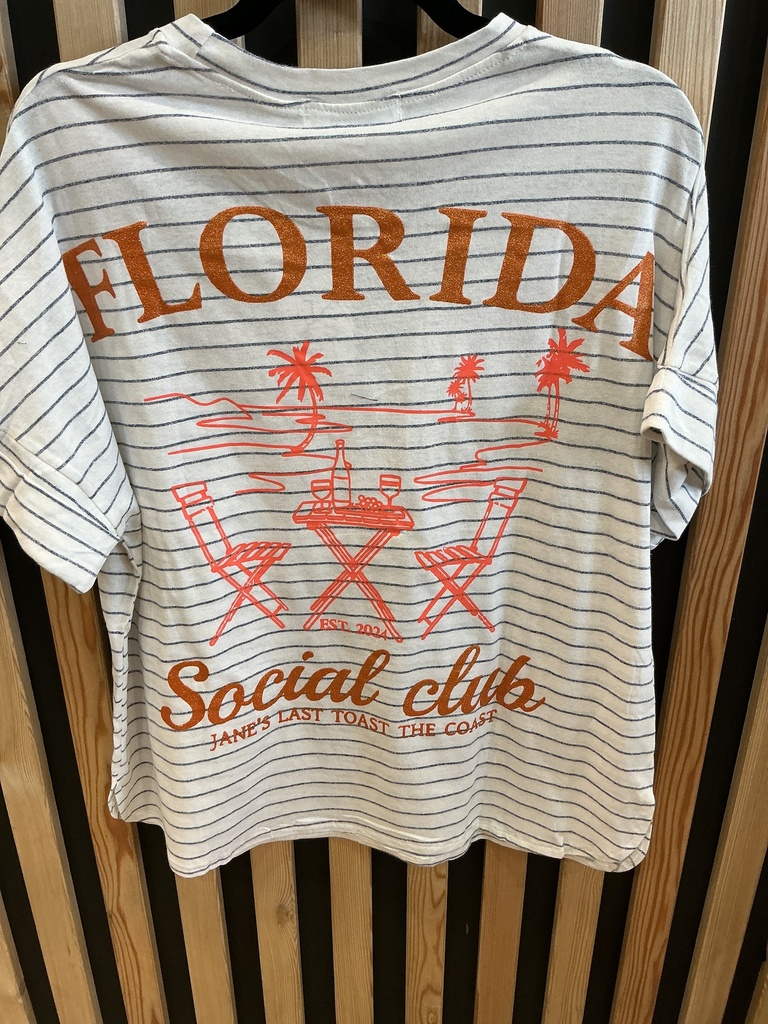 FLORIDA
EST. 2024
Social club
JANE'S LAST TOAST THE COAST